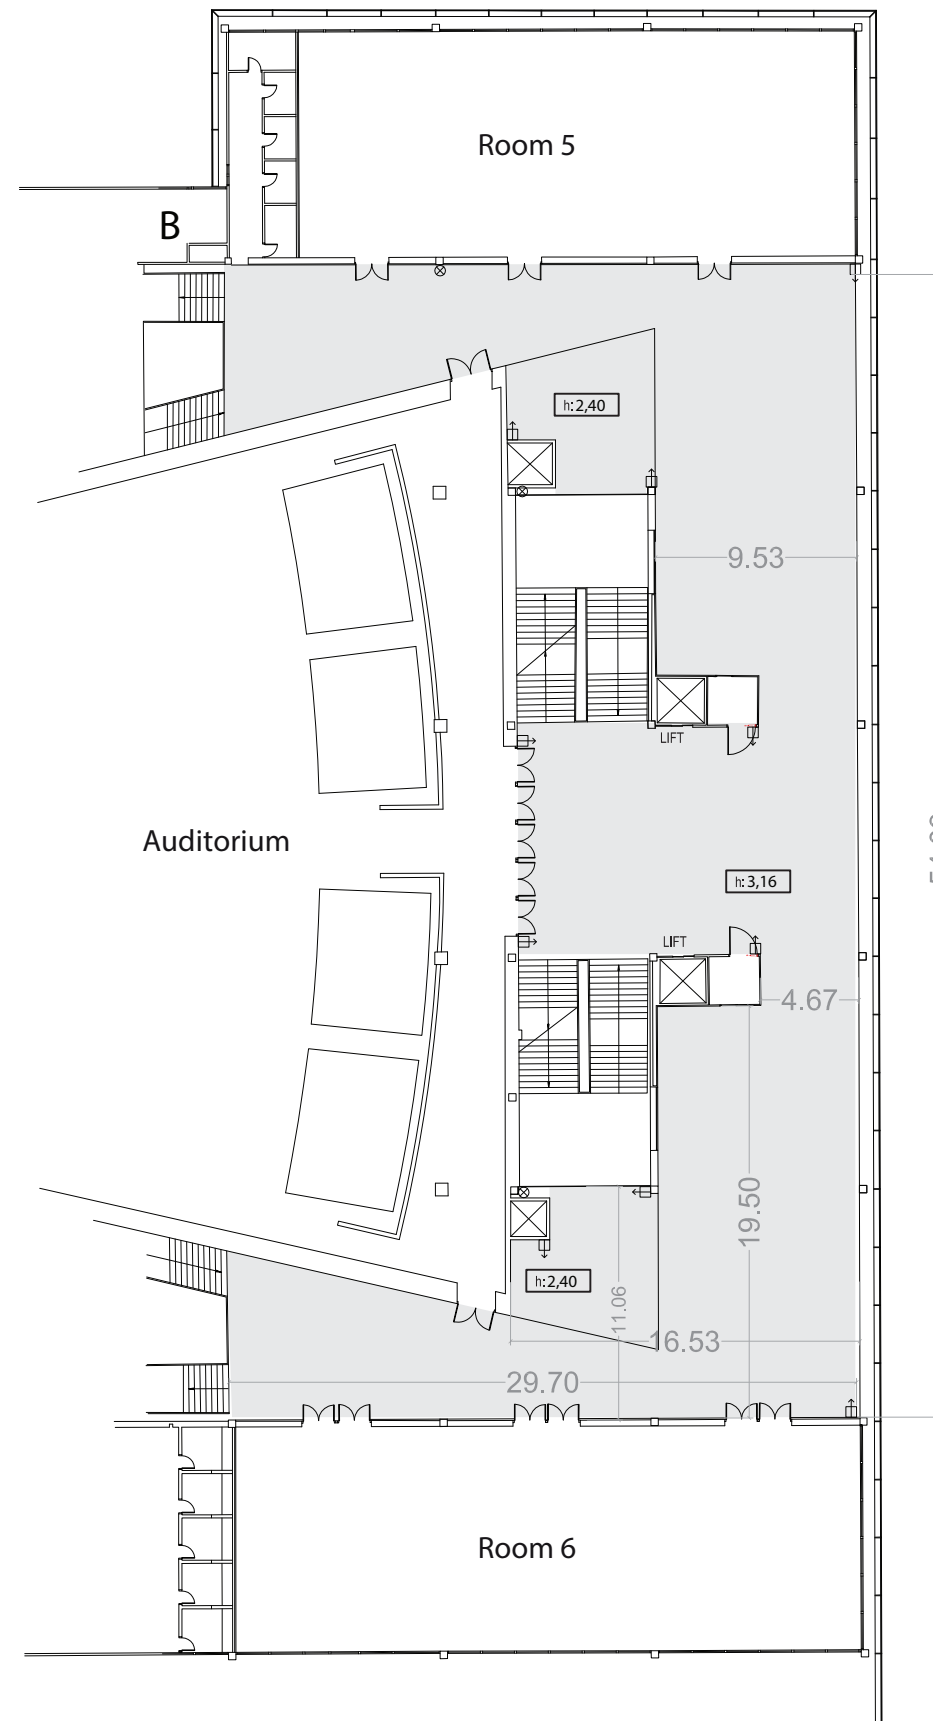 Room 5
B
h:2,40
9.53
LIFT
Auditorium
h:3,16
LIFT
4.67
19.50
h:2,40
11.06
16.53
29.70
Room 6